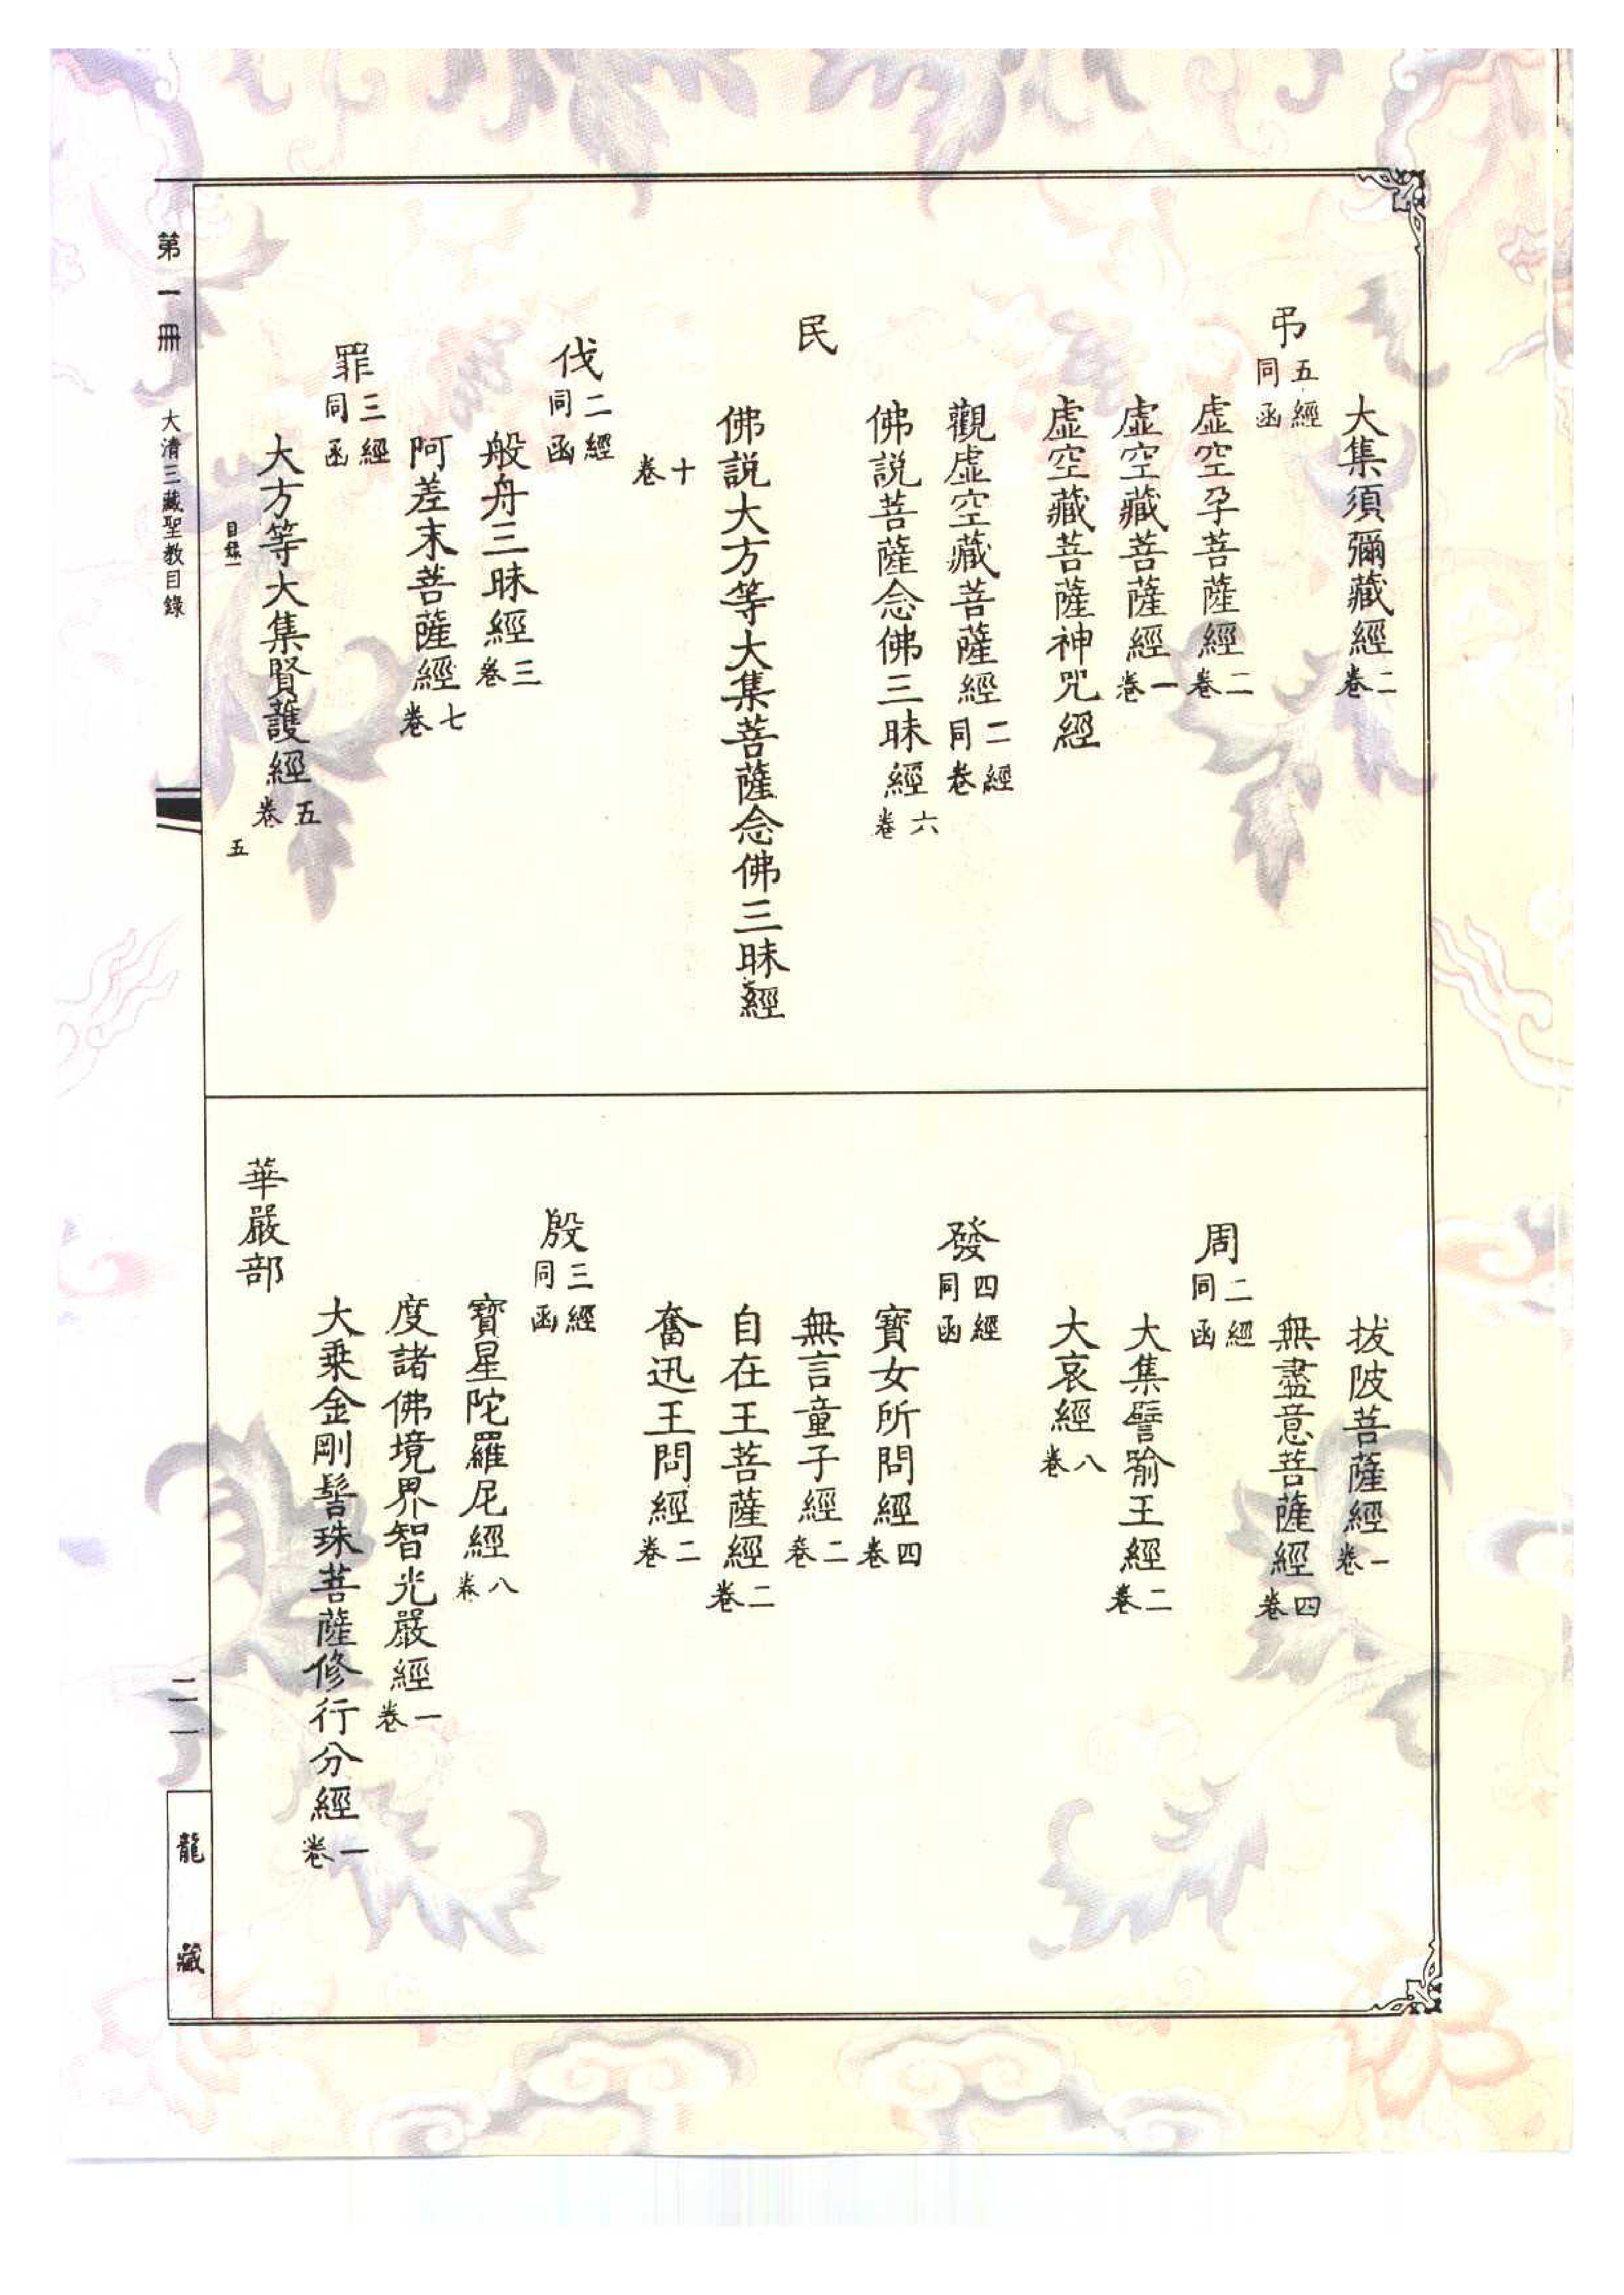 大集須彌藏經二卷
弔五經同函
虛空孕菩薩經二卷
虛空藏菩薩經一卷
虛空藏菩薩神咒經
觀虛空藏菩薩經二經同卷
佛說菩薩念佛三昧經六卷
民
佛說大方等大集菩薩念佛三昧經
十卷
伐二經同函
般舟三昧經三卷
阿差末菩薩經七卷
罪三經同函
大方等大集賢護經五卷
目錄一
五
拔陂菩薩經一卷
無盡意菩薩經四卷
周二經同函
大集譬喻王經二卷
大哀經八卷
發四經同函
寶女所問經四卷
無言童子經二卷
自在王菩薩經二卷
奮迅王問經二卷
殷三經同函
寶星陀羅尼經八卷
度諸佛境界智光嚴經一卷
大乘金剛髻珠菩薩修行分經一卷
華嚴部
第一冊
大清三藏聖教目錄
二一
龍藏